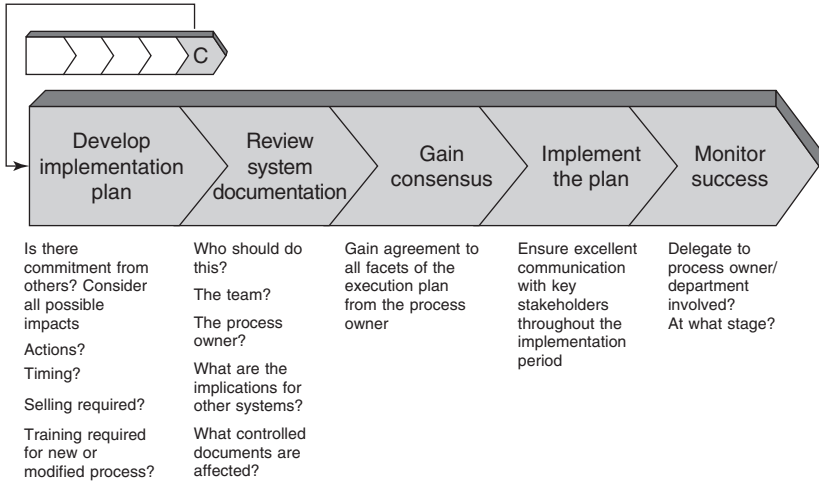 C
Develop
implementation
plan
Review
system
documentation
Gain
consensus
Implement
the plan
Monitor
success
Is there
commitment from
others? Consider
all possible
impacts
Actions?
Timing?
Selling required?
Training required
for new or
modified process?
Who should do
this?
The team?
The process
owner?
What are the
implications for
other systems?
What controlled
documents are
affected?
Gain agreement to
all facets of the
execution plan
from the process
owner
Ensure excellent
communication
with key
stakeholders
throughout the
implementation
period
Delegate to
process owner/
department
involved?
At what stage?